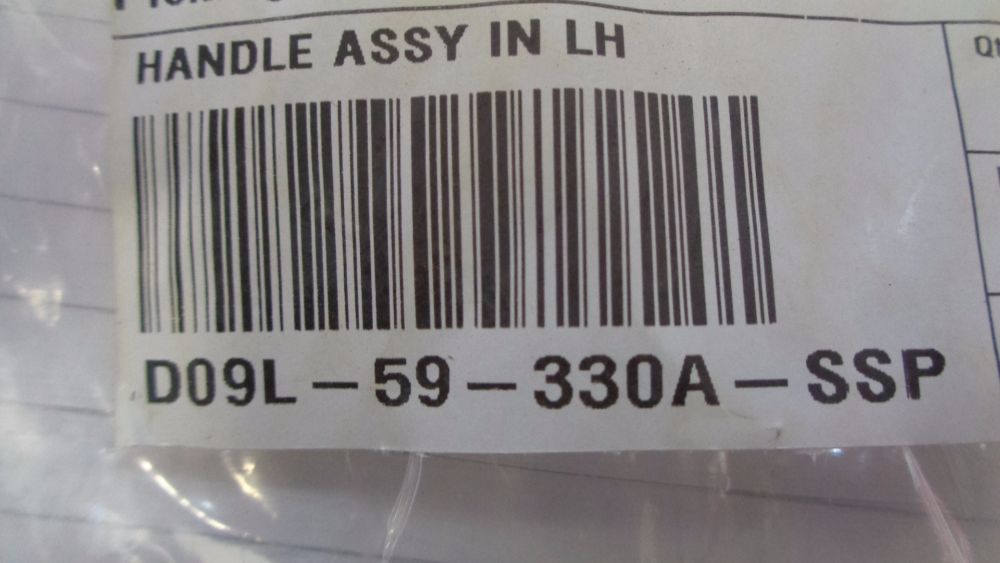 HANDLE ASSY IN LH
D09L-59-330A-SSP